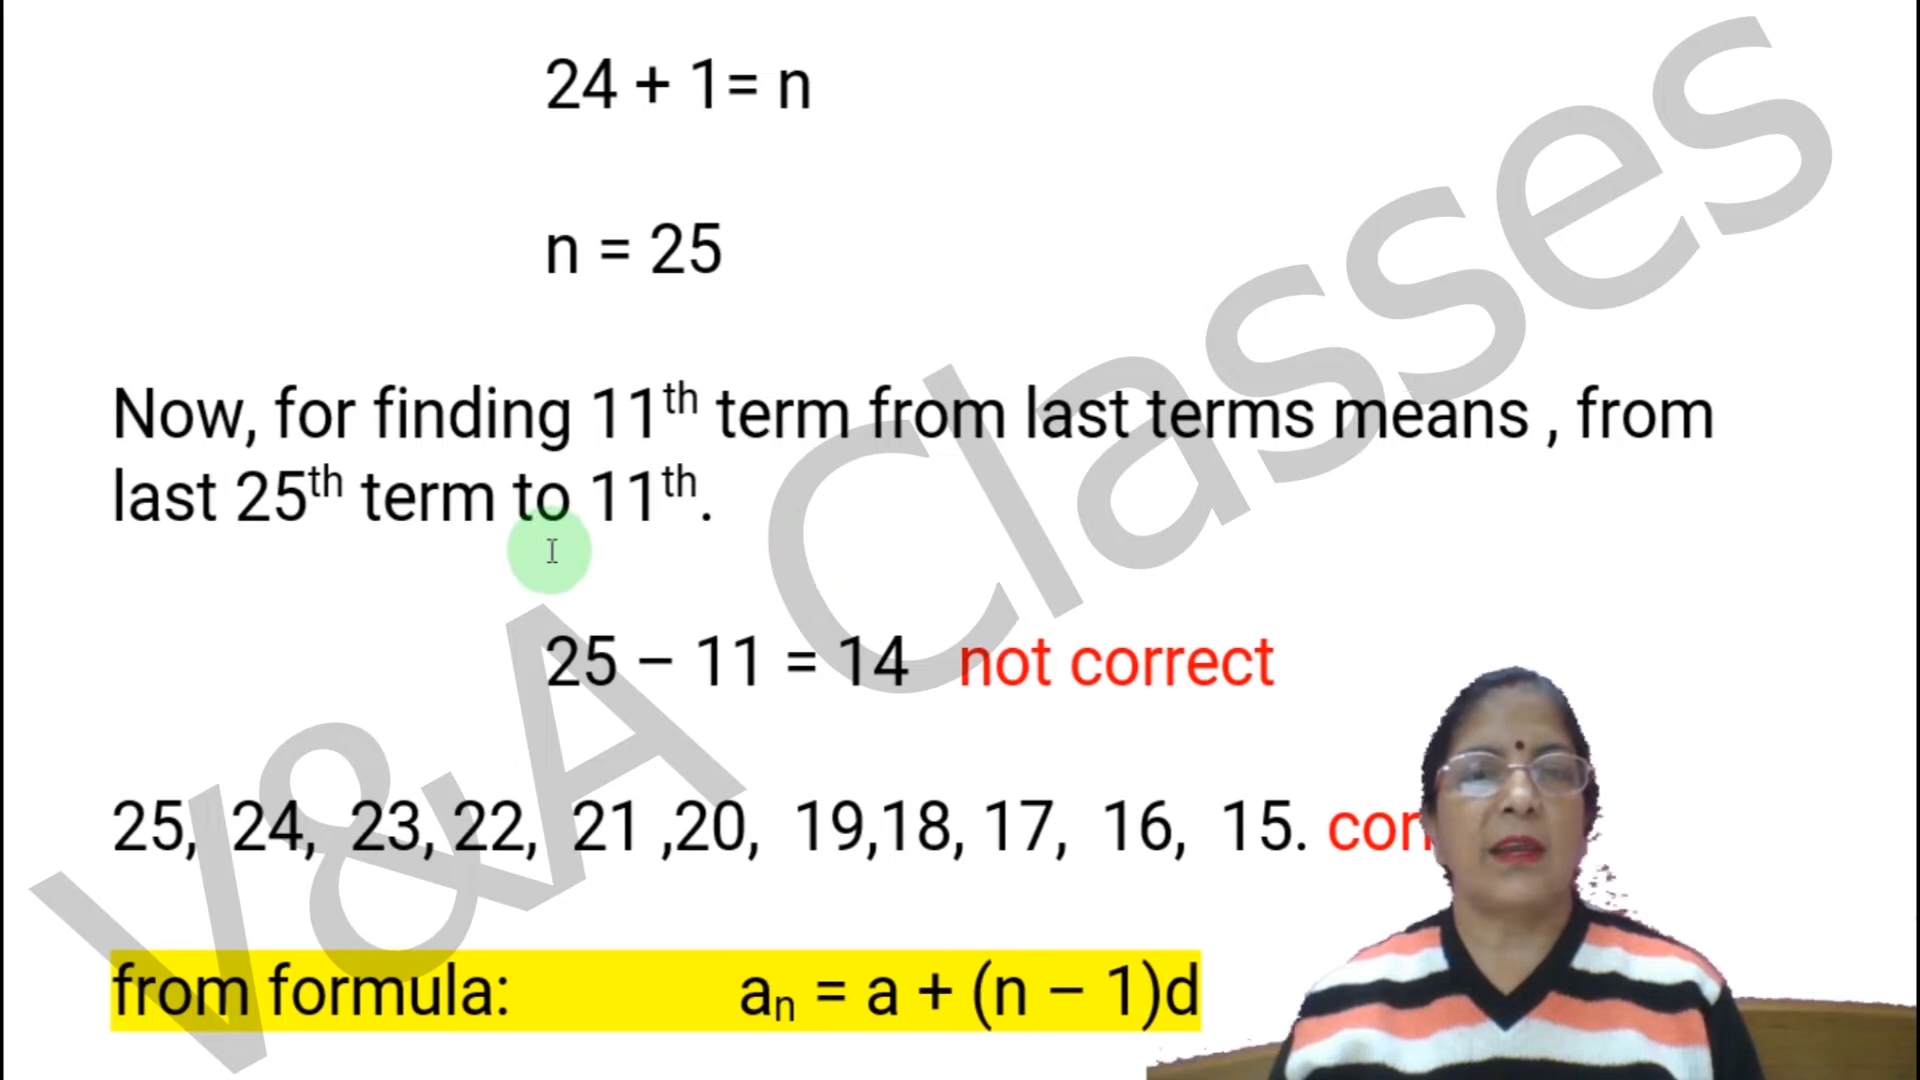 24 + 1= n
n = 25
Now, for finding 11th term from last terms means , from
last 25th term to 11th.
25 – 11 = 14 not correct
25, 24, 23, 22, 21 ,20, 19,18, 17, 16, 15.
from formula: an = a + (n – 1)d
V&A Classes